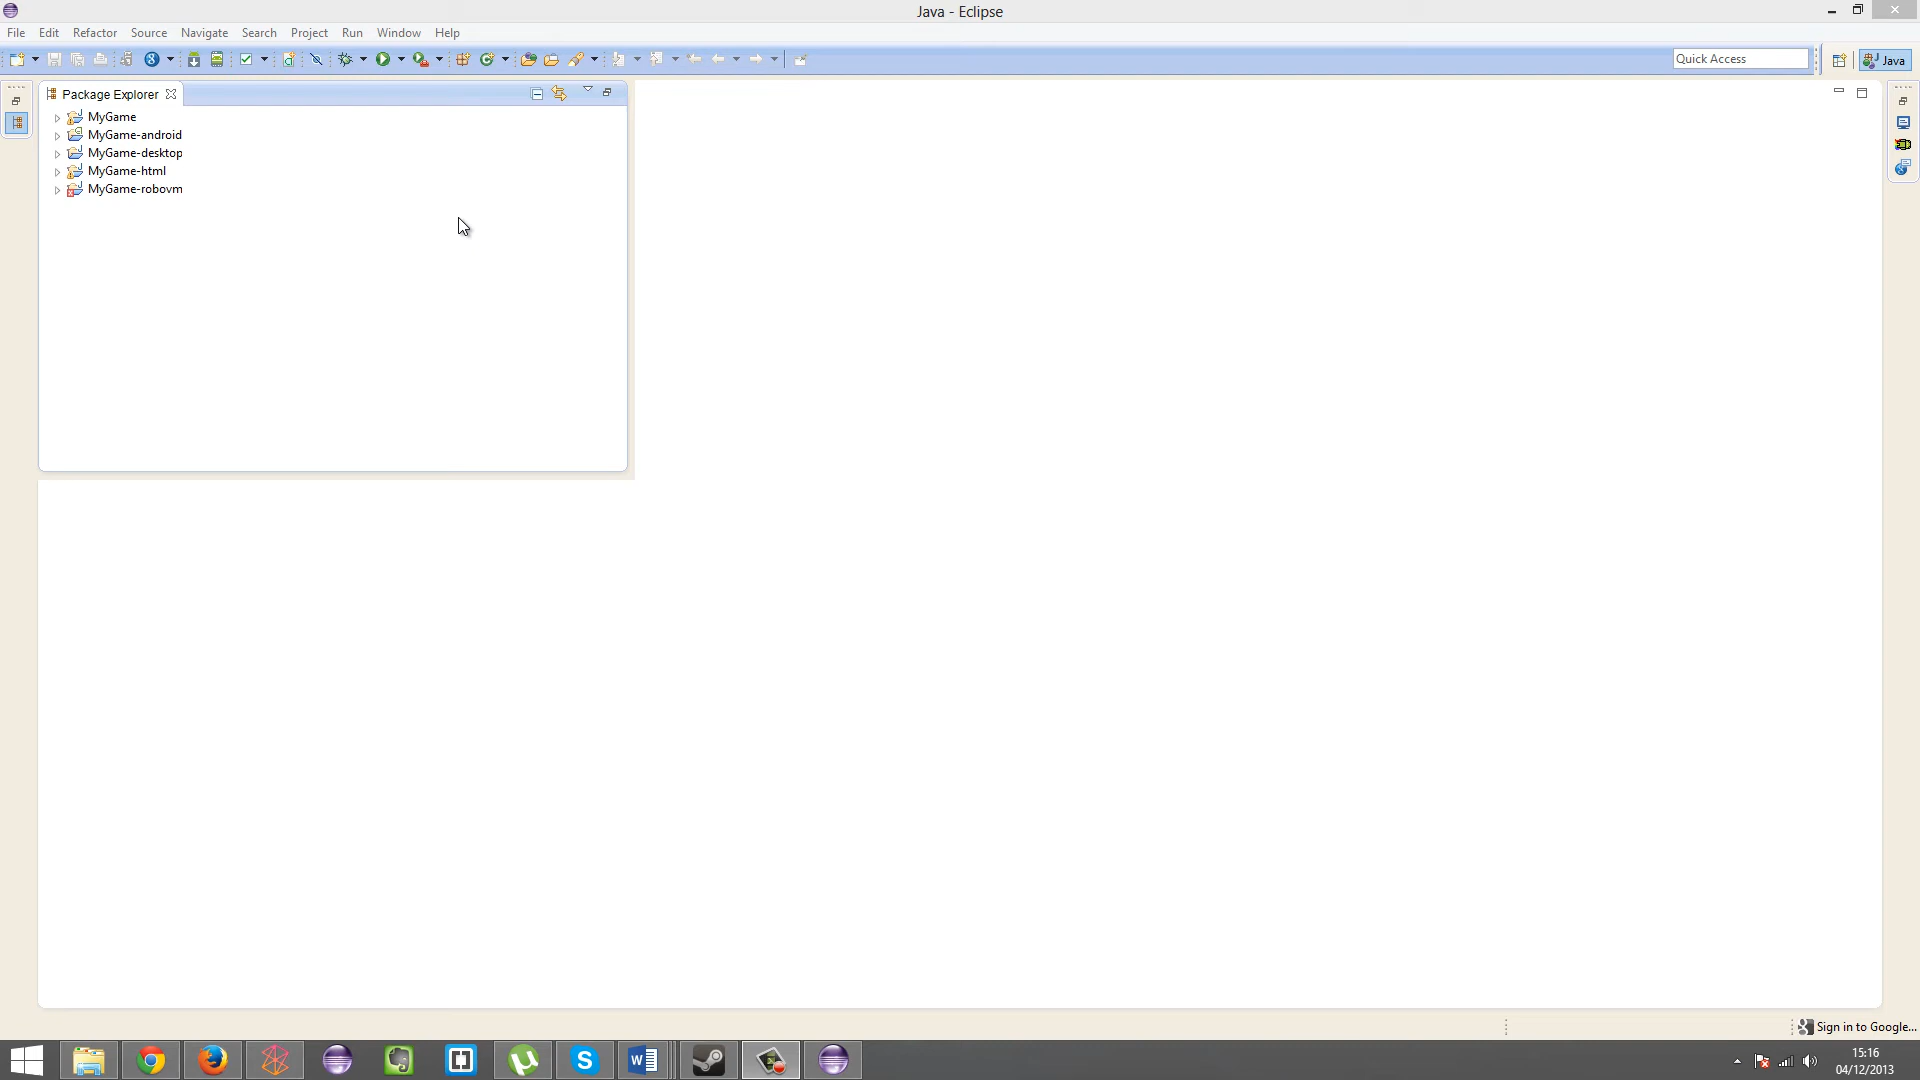 Java - Eclipse
File Edit Refactor Source Navigate Search Project Run Window Help
Quick Access
Java
Package Explorer
MyGame
MyGame-android
MyGame-desktop
MyGame-html
MyGame-robovm
Sign in to Google...
15:16
04/12/2013